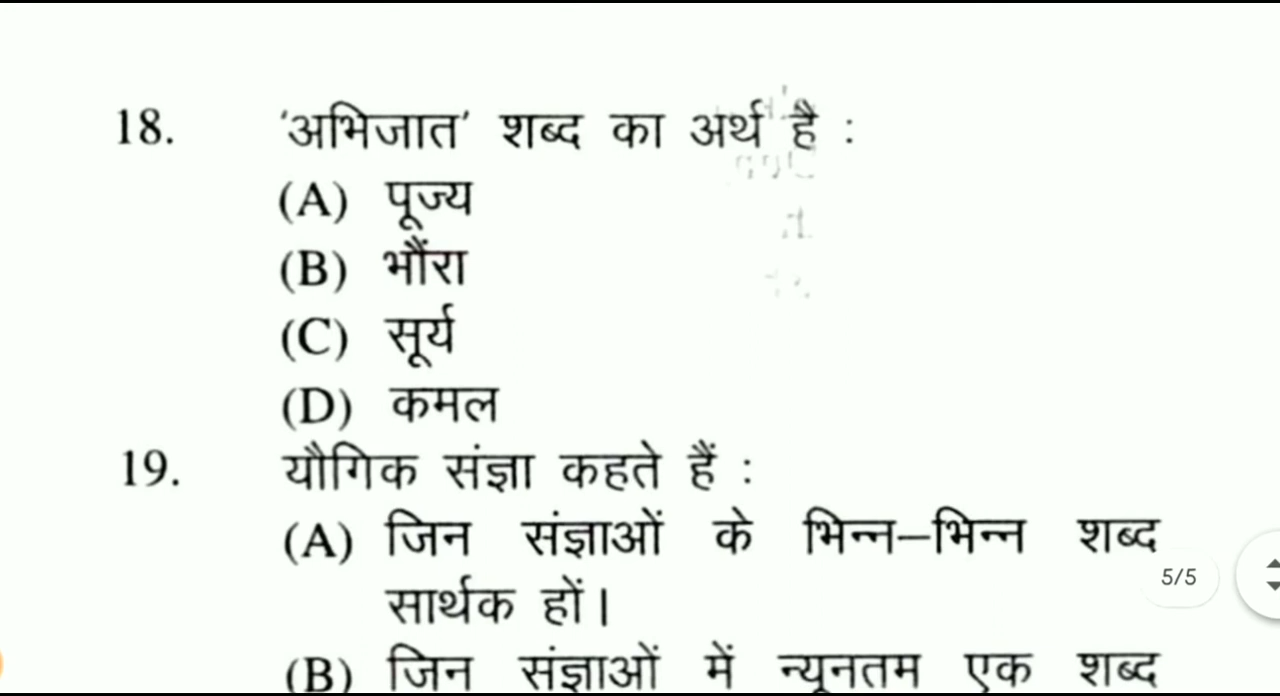 18. 'अभिजात' शब्द का अर्थ है :
(A) पूज्य
(B) भौंरा
(C) सूर्य
(D) कमल
19. यौगिक संज्ञा कहते हैं :
(A) जिन संज्ञाओं के भिन्न–भिन्न शब्द
सार्थक हों।
5/5
(B) जिन संज्ञाओं में न्यूनतम एक शब्द